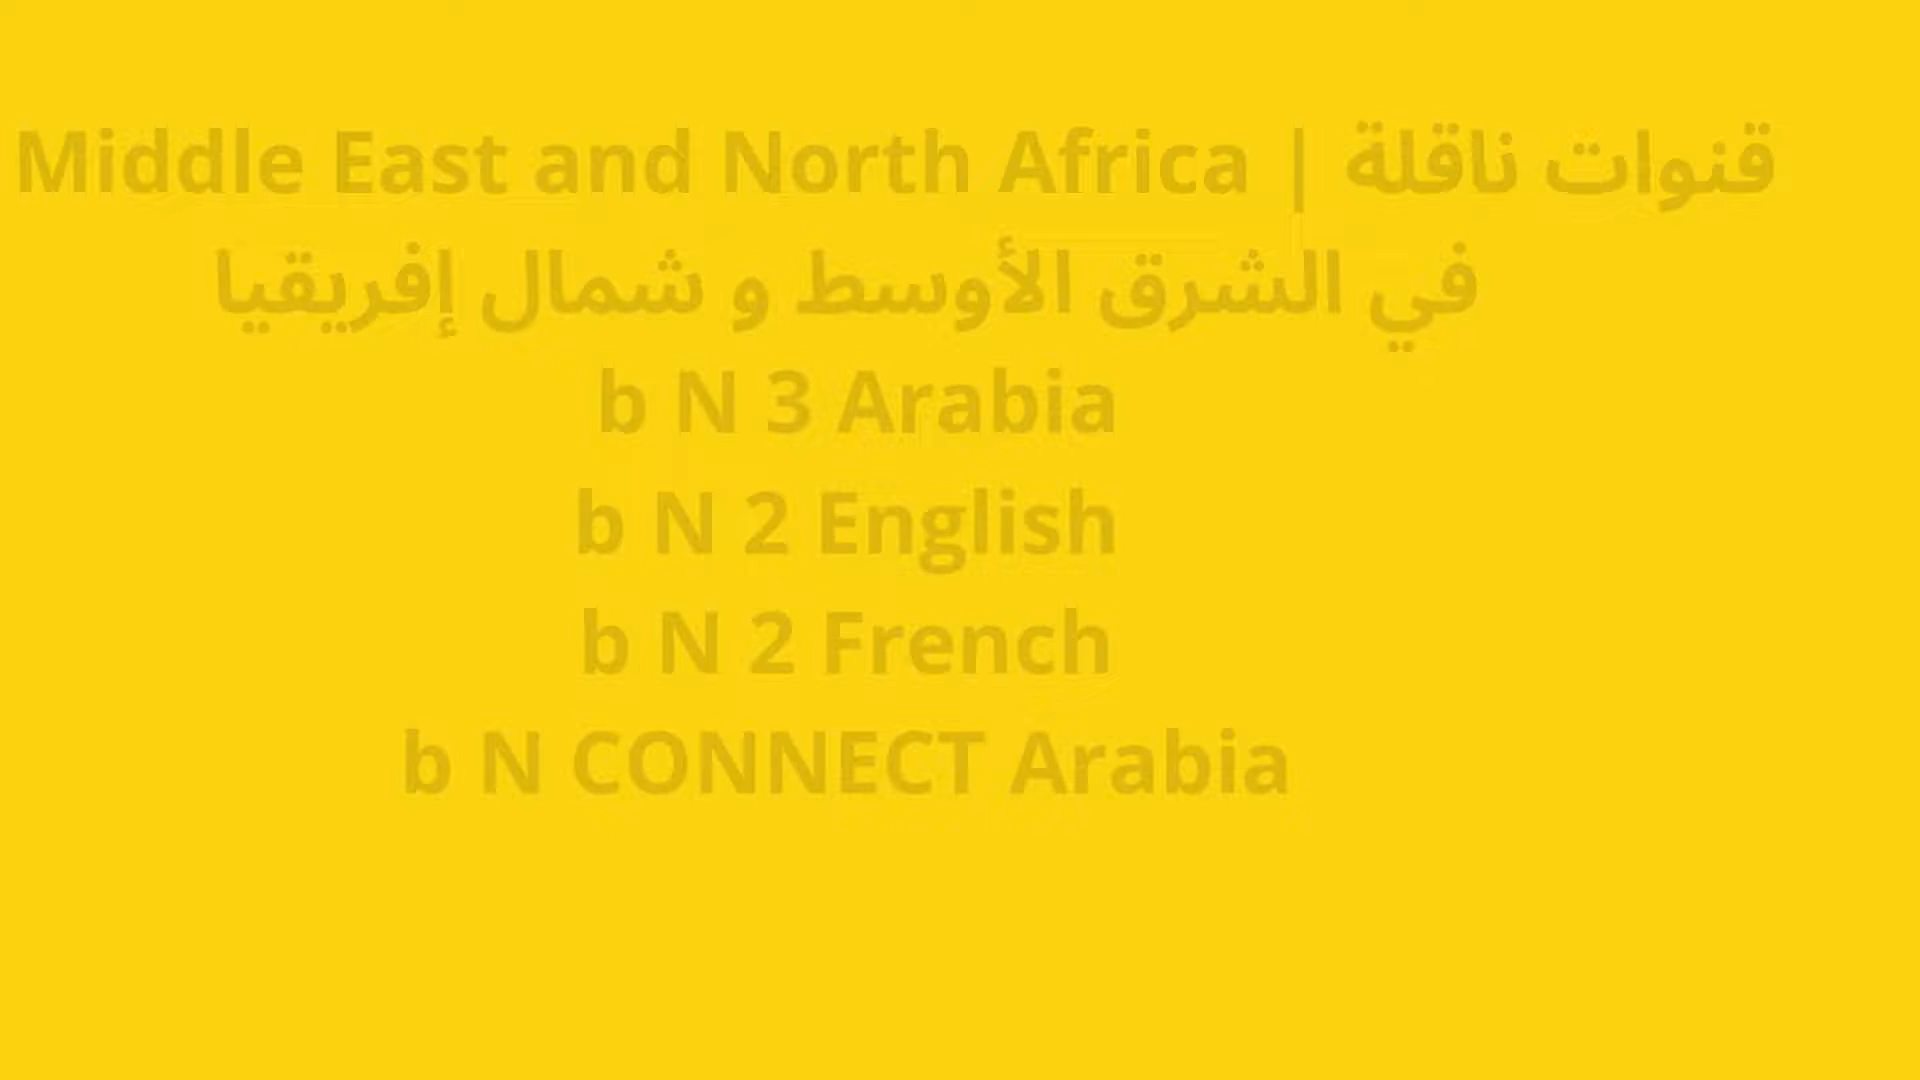 Middle East and North Africa | قنوات ناقلة
في الشرق الأوسط و شمال إفريقيا
b N 3 Arabia
b N 2 English
b N 2 French
b N CONNECT Arabia